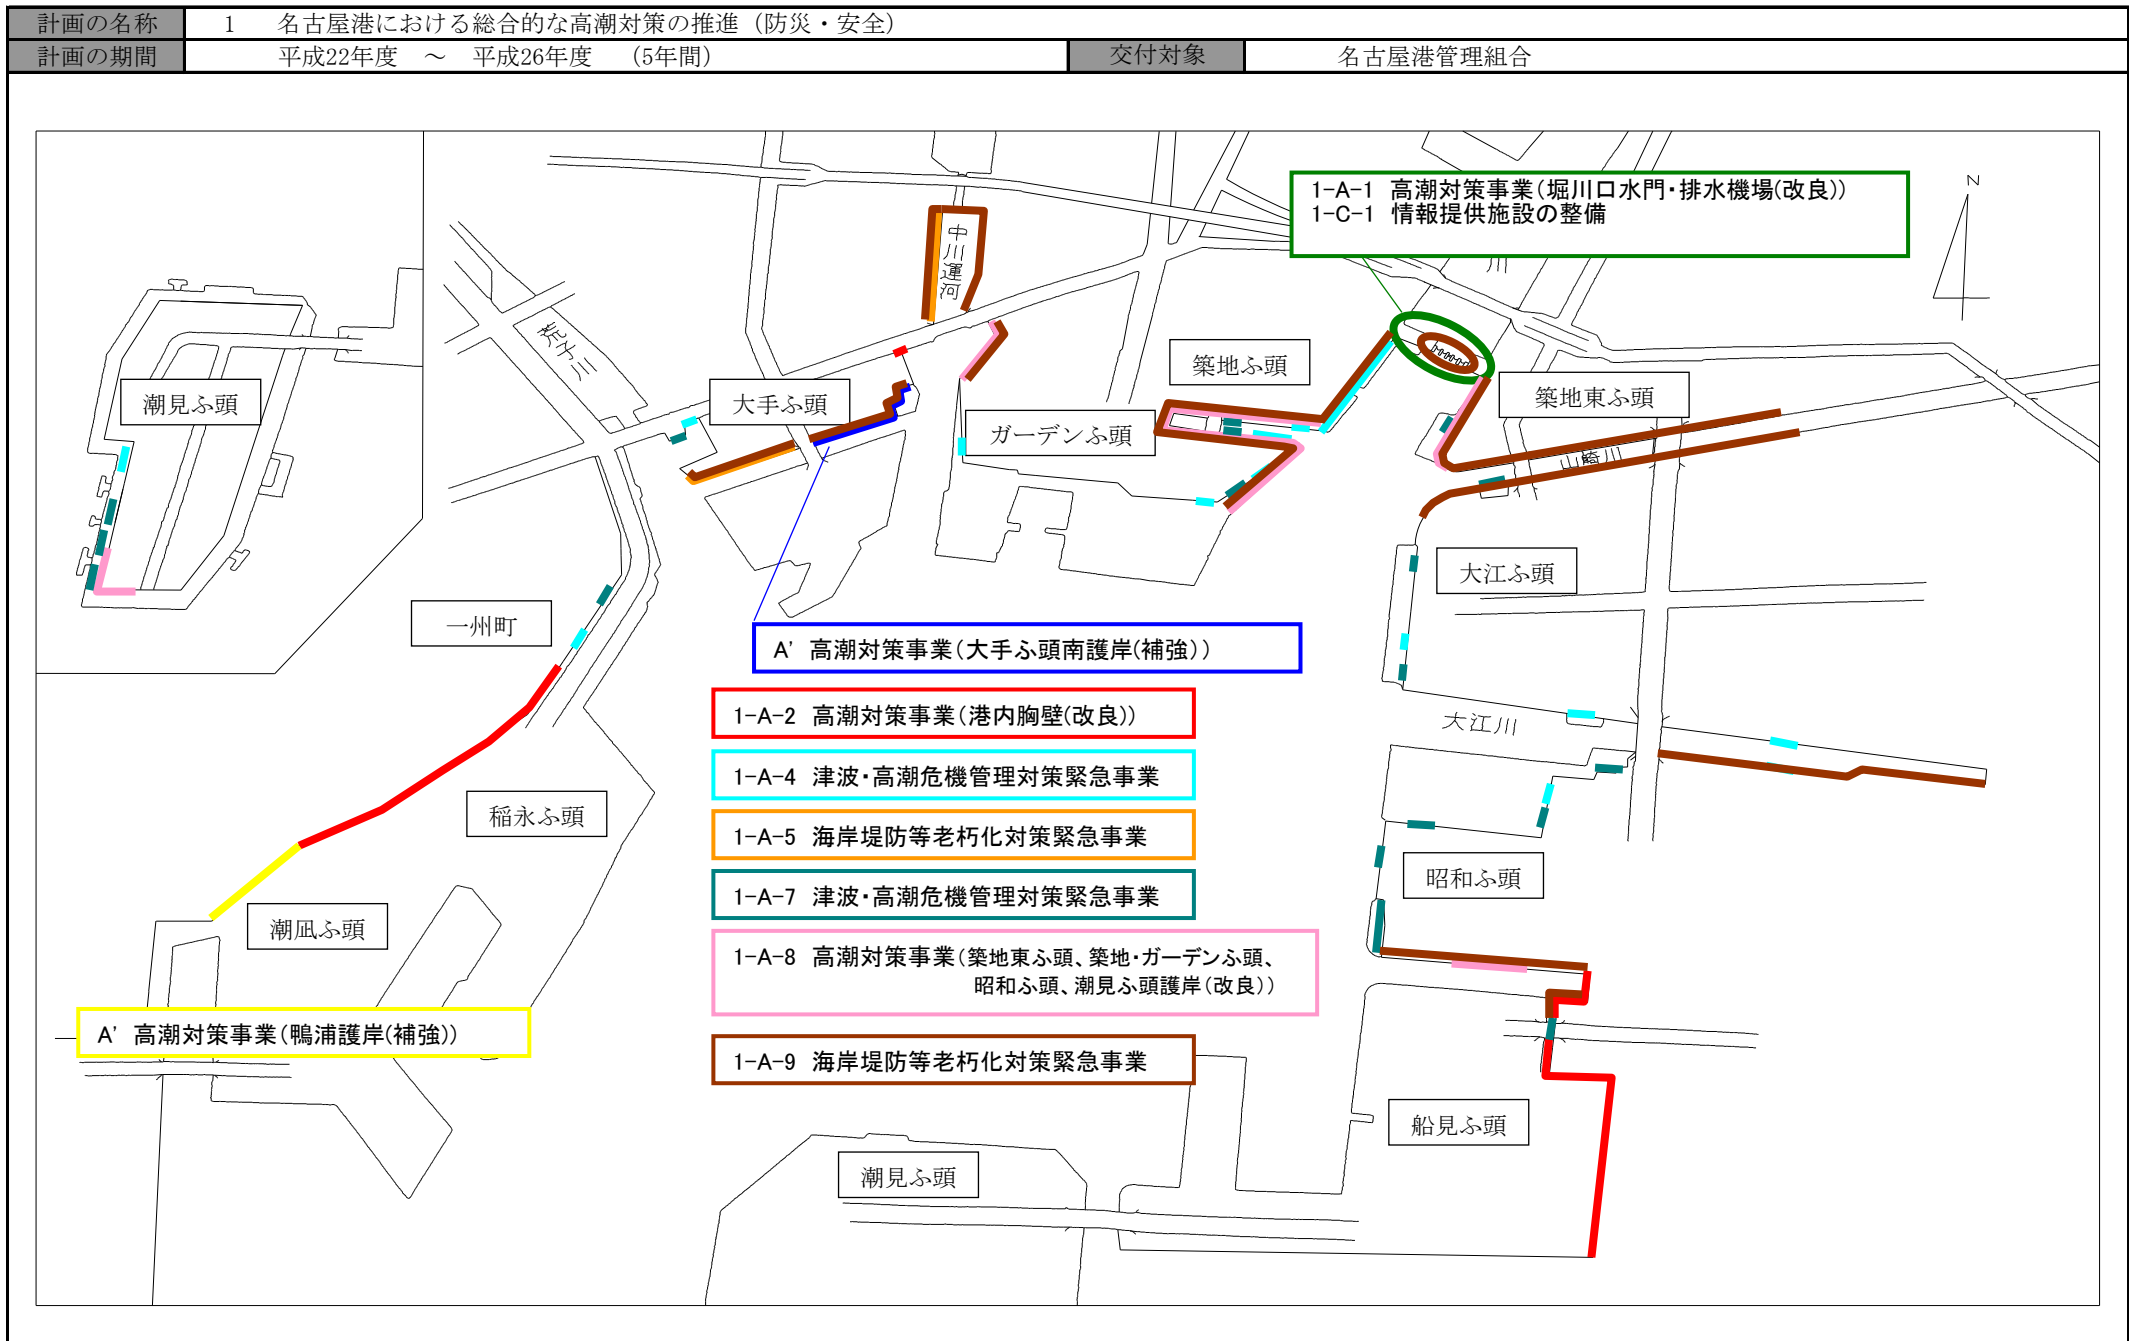 計画の名称 1 名古屋港における総合的な高潮対策の推進（防災・安全）
計画の期間 平成22年度 ～ 平成26年度 （5年間） 交付対象 名古屋港管理組合
1-A-1 高潮対策事業(堀川口水門・排水機場(改良))
1-C-1 情報提供施設の整備
N
川
中川運河
荒子川
潮見ふ頭
大手ふ頭
築地ふ頭
ガーデンふ頭
築地東ふ頭
山崎川
大江ふ頭
一州町
A' 高潮対策事業(大手ふ頭南護岸(補強))
1-A-2 高潮対策事業(港内胸壁(改良))
大江川
1-A-4 津波・高潮危機管理対策緊急事業
稲永ふ頭
1-A-5 海岸堤防等老朽化対策緊急事業
昭和ふ頭
1-A-7 津波・高潮危機管理対策緊急事業
潮凪ふ頭
1-A-8 高潮対策事業(築地東ふ頭、築地・ガーデンふ頭、
昭和ふ頭、潮見ふ頭護岸(改良))
A' 高潮対策事業(鴨浦護岸(補強))
1-A-9 海岸堤防等老朽化対策緊急事業
船見ふ頭
潮見ふ頭